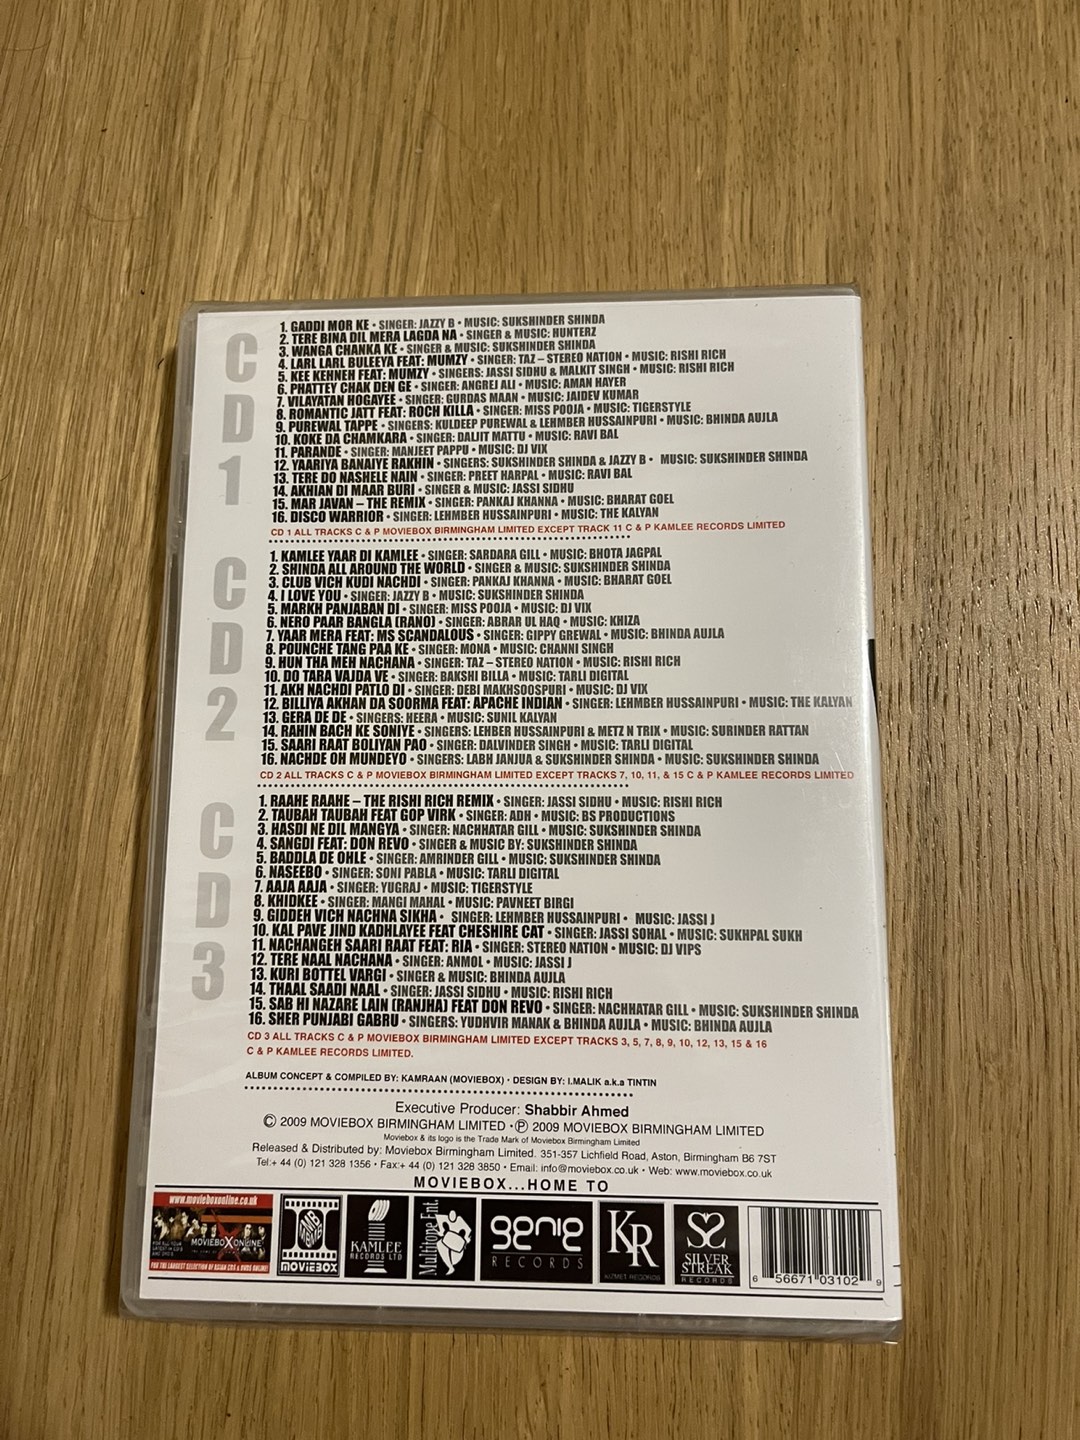 CD1
1. GADDI MOR KE • SINGER: JAZZY B • MUSIC: SUKSHINDER SHINDA
2. TERE BINA DIL MERA LAGDA NA • SINGER & MUSIC: HUNTERZ
3. WANGA CHANKA KE • SINGER & MUSIC: SUKSHINDER SHINDA
4. LARL LARL BULEEYA FEAT: MUMZY • SINGER: TAZ – STEREO NATION • MUSIC: RISHI RICH
5. KEE KEHNEH FEAT: MUMZY • SINGERS: JASSI SIDHU & MALKIT SINGH • MUSIC: RISHI RICH
6. PHATTEY CHAK DEN GE • SINGER: ANGREJ ALI • MUSIC: AMAN HAYER
7. VILAYATAN HOGAYEE • SINGER: GURDAS MAAN • MUSIC: JAIDEV KUMAR
8. ROMANTIC JATT FEAT: ROCH KILLA • SINGER: MISS POOJA • MUSIC: TIGERSTYLE
9. PUREWAL TAPPE • SINGERS: KULDEEP PUREWAL & LEHMBER HUSSAINPURI • MUSIC: BHINDA AUJLA
10. KOKE DA CHAMKARA • SINGER: DALJIT MATTU • MUSIC: RAVI BAL
11. PARANDE • SINGER: MANJEET PAPPU • MUSIC: DJ VIX
12. YAARIYA BANAIYE RAKHIN • SINGERS: SUKSHINDER SHINDA & JAZZY B • MUSIC: SUKSHINDER SHINDA
13. TERE DO NASHELE NAIN • SINGER: PREET HARPAL • MUSIC: RAVI BAL
14. AKHIAN DI MAAR BURI • SINGER & MUSIC: JASSI SIDHU
15. MAR JAVAN – THE REMIX • SINGER: PANKAJ KHANNA • MUSIC: BHARAT GOEL
16. DISCO WARRIOR • SINGER: LEHMBER HUSSAINPURI • MUSIC: THE KALYAN
CD 1 ALL TRACKS C & P MOVIEBOX BIRMINGHAM LIMITED EXCEPT TRACK 11 C & P KAMLEE RECORDS LIMITED
CD2
1. KAMLEE YAAR DI KAMLEE • SINGER: SARDARA GILL • MUSIC: BHOTA JAGPAL
2. SHINDA ALL AROUND THE WORLD • SINGER & MUSIC: SUKSHINDER SHINDA
3. CLUB VICH KUDI NACHDI • SINGER: PANKAJ KHANNA • MUSIC: BHARAT GOEL
4. I LOVE YOU • SINGER: JAZZY B • MUSIC: SUKSHINDER SHINDA
5. MARKH PANJABAN DI • SINGER: MISS POOJA • MUSIC: DJ VIX
6. NERO PAAR BANGLA (RANO) • SINGER: ABRAR UL HAQ • MUSIC: KHIZA
7. YAAR MERA FEAT: MS SCANDALOUS • SINGER: GIPPY GREWAL • MUSIC: BHINDA AUJLA
8. POUNCHE TANG PAA KE • SINGER: MONA • MUSIC: CHANNI SINGH
9. HUN THA MEH NACHANA • SINGER: TAZ – STEREO NATION • MUSIC: RISHI RICH
10. DO TARA VAJDA VE • SINGER: BAKSHI BILLA • MUSIC: TARLI DIGITAL
11. AKH NACHDI PATLO DI • SINGER: DEBI MAKHSOOSPURI • MUSIC: DJ VIX
12. BILLIYA AKHAN DA SOORMA FEAT: APACHE INDIAN • SINGER: LEHMBER HUSSAINPURI • MUSIC: THE KALYAN
13. GERA DE DE • SINGERS: HEERA • MUSIC: SUNIL KALYAN
14. RAHIN BACH KE SONIYE • SINGERS: LEHBER HUSSAINPURI & METZ N TRIX • MUSIC: SURINDER RATTAN
15. SAARI RAAT BOLIYAN PAO • SINGER: DALVINDER SINGH • MUSIC: TARLI DIGITAL
16. NACHDE OH MUNDEYO • SINGERS: LABH JANJUA & SUKSHINDER SHINDA • MUSIC: SUKSHINDER SHINDA
CD 2 ALL TRACKS C & P MOVIEBOX BIRMINGHAM LIMITED EXCEPT TRACKS 7, 10, 11, & 15 C & P KAMLEE RECORDS LIMITED
CD3
1. RAAHE RAAHE – THE RISHI RICH REMIX • SINGER: JASSI SIDHU • MUSIC: RISHI RICH
2. TAUBAH TAUBAH FEAT GOP VIRK • SINGER: ADH • MUSIC: BS PRODUCTIONS
3. HASDI NE DIL MANGYA • SINGER: NACHHATAR GILL • MUSIC: SUKSHINDER SHINDA
4. SANGDI FEAT: DON REVO • SINGER & MUSIC BY: SUKSHINDER SHINDA
5. BADDLA DE OHLE • SINGER: AMRINDER GILL • MUSIC: SUKSHINDER SHINDA
6. NASEEBO • SINGER: SONI PABLA • MUSIC: TARLI DIGITAL
7. AAJA AAJA • SINGER: YUGRAJ • MUSIC: TIGERSTYLE
8. KHIDKEE • SINGER: MANGI MAHAL • MUSIC: PAVNEET BIRGI
9. GIDDEH VICH NACHNA SIKHA • SINGER: LEHMBER HUSSAINPURI • MUSIC: JASSI J
10. KAL PAVE JIND KADHLAYEE FEAT CHESHIRE CAT • SINGER: JASSI SOHAL • MUSIC: SUKHPAL SUKH
11. NACHANGEH SAARI RAAT FEAT: RIA • SINGER: STEREO NATION • MUSIC: DJ VIPS
12. TERE NAAL NACHANA • SINGER: ANMOL • MUSIC: JASSI J
13. KURI BOTTEL VARGI • SINGER & MUSIC: BHINDA AUJLA
14. THAAL SAADI NAAL • SINGER: JASSI SIDHU • MUSIC: RISHI RICH
15. SAB HI NAZARE LAIN (RANJHA) FEAT DON REVO • SINGER: NACHHATAR GILL • MUSIC: SUKSHINDER SHINDA
16. SHER PUNJABI GABRU • SINGERS: YUDHVIR MANAK & BHINDA AUJLA • MUSIC: BHINDA AUJLA
CD 3 ALL TRACKS C & P MOVIEBOX BIRMINGHAM LIMITED EXCEPT TRACKS 3, 5, 7, 8, 9, 10, 12, 13, 15 & 16
C & P KAMLEE RECORDS LIMITED.
ALBUM CONCEPT & COMPILED BY: KAMRAAN (MOVIEBOX) • DESIGN BY: I.MALIK a.k.a TINTIN
Executive Producer: Shabbir Ahmed
© 2009 MOVIEBOX BIRMINGHAM LIMITED • ℗ 2009 MOVIEBOX BIRMINGHAM LIMITED
Moviebox & its logo is the Trade Mark of Moviebox Birmingham Limited
Released & Distributed by: Moviebox Birmingham Limited. 351-357 Lichfield Road, Aston, Birmingham B6 7ST
Tel:+ 44 (0) 121 328 1356 • Fax:+ 44 (0) 121 328 3850 • Email: info@moviebox.co.uk • Web: www.moviebox.co.uk
MOVIEBOX...HOME TO
www.movieboxonline.co.uk
MOVIEBOXONLINE
FOR THE LARGEST SELECTION OF ASIAN CDS & DVDS ONLINE!
MOVIEBOX
KAMLEE
RECORDS LTD
Multitone Ent.
genie
RECORDS
KR
KIZMET RECORDS
SILVER
STREAK
RECORDS
6 56671 03102 9